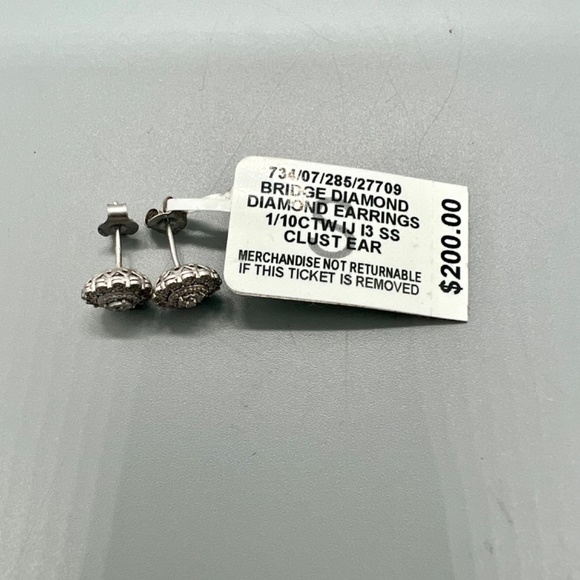 734/07/285/27709
BRIDGE DIAMOND
DIAMOND EARRINGS
1/10CTW IJ I3 SS
CLUST EAR
MERCHANDISE NOT RETURNABLE
IF THIS TICKET IS REMOVED
$200.00
S